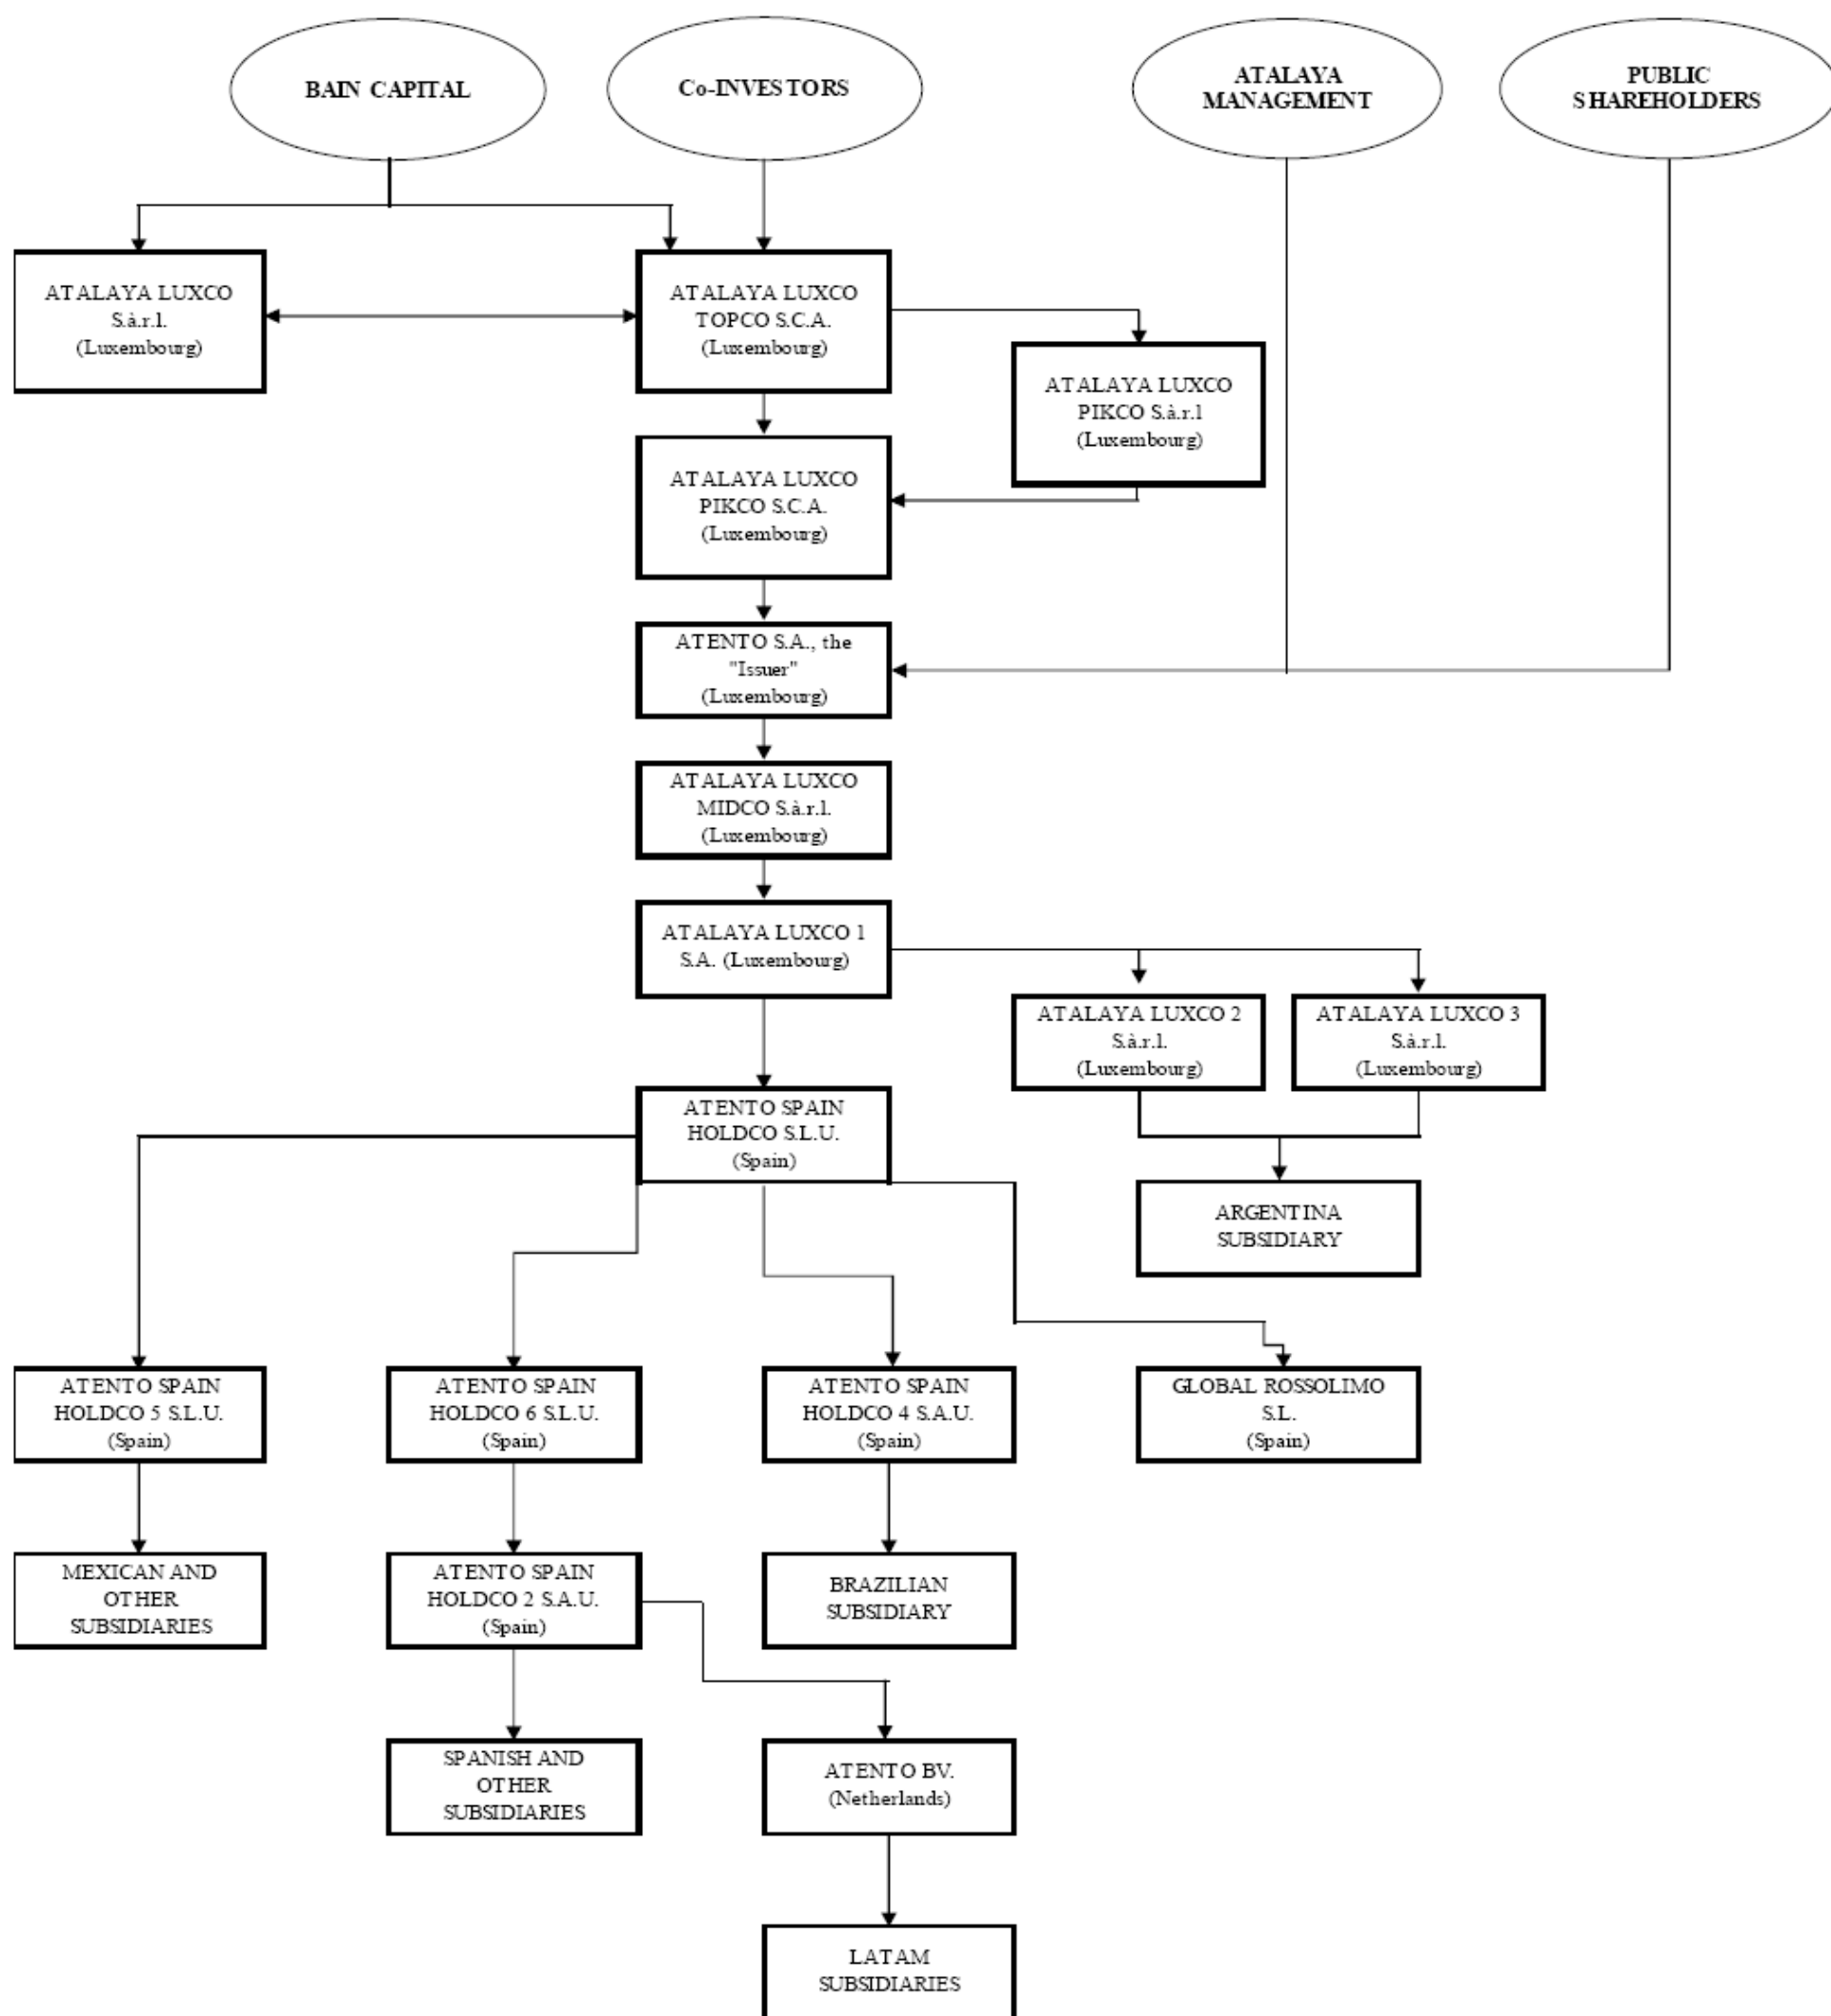 BAIN CAPITAL
Co-INVESTORS
ATALAYA
MANAGEMENT
PUBLIC
SHAREHOLDERS
ATALAYA LUXCO
S.à.r.l.
(Luxembourg)
ATALAYA LUXCO
TOPCO S.C.A.
(Luxembourg)
ATALAYA LUXCO
PIKCO S.à.r.l
(Luxembourg)
ATALAYA LUXCO
PIKCO S.C.A.
(Luxembourg)
ATENTO S.A., the
"Issuer"
(Luxembourg)
ATALAYA LUXCO
MIDCO S.à.r.l.
(Luxembourg)
ATALAYA LUXCO 1
S.A. (Luxembourg)
ATALAYA LUXCO 2
S.à.r.l.
(Luxembourg)
ATALAYA LUXCO 3
S.à.r.l.
(Luxembourg)
ATENTO SPAIN
HOLDCO S.L.U.
(Spain)
ARGENTINA
SUBSIDIARY
ATENTO SPAIN
HOLDCO 5 S.L.U.
(Spain)
ATENTO SPAIN
HOLDCO 6 S.L.U.
(Spain)
ATENTO SPAIN
HOLDCO 4 S.A.U.
(Spain)
GLOBAL ROSSOLIMO
S.L.
(Spain)
MEXICAN AND
OTHER
SUBSIDIARIES
ATENTO SPAIN
HOLDCO 2 S.A.U.
(Spain)
BRAZILIAN
SUBSIDIARY
SPANISH AND
OTHER
SUBSIDIARIES
ATENTO BV.
(Netherlands)
LATAM
SUBSIDIARIES